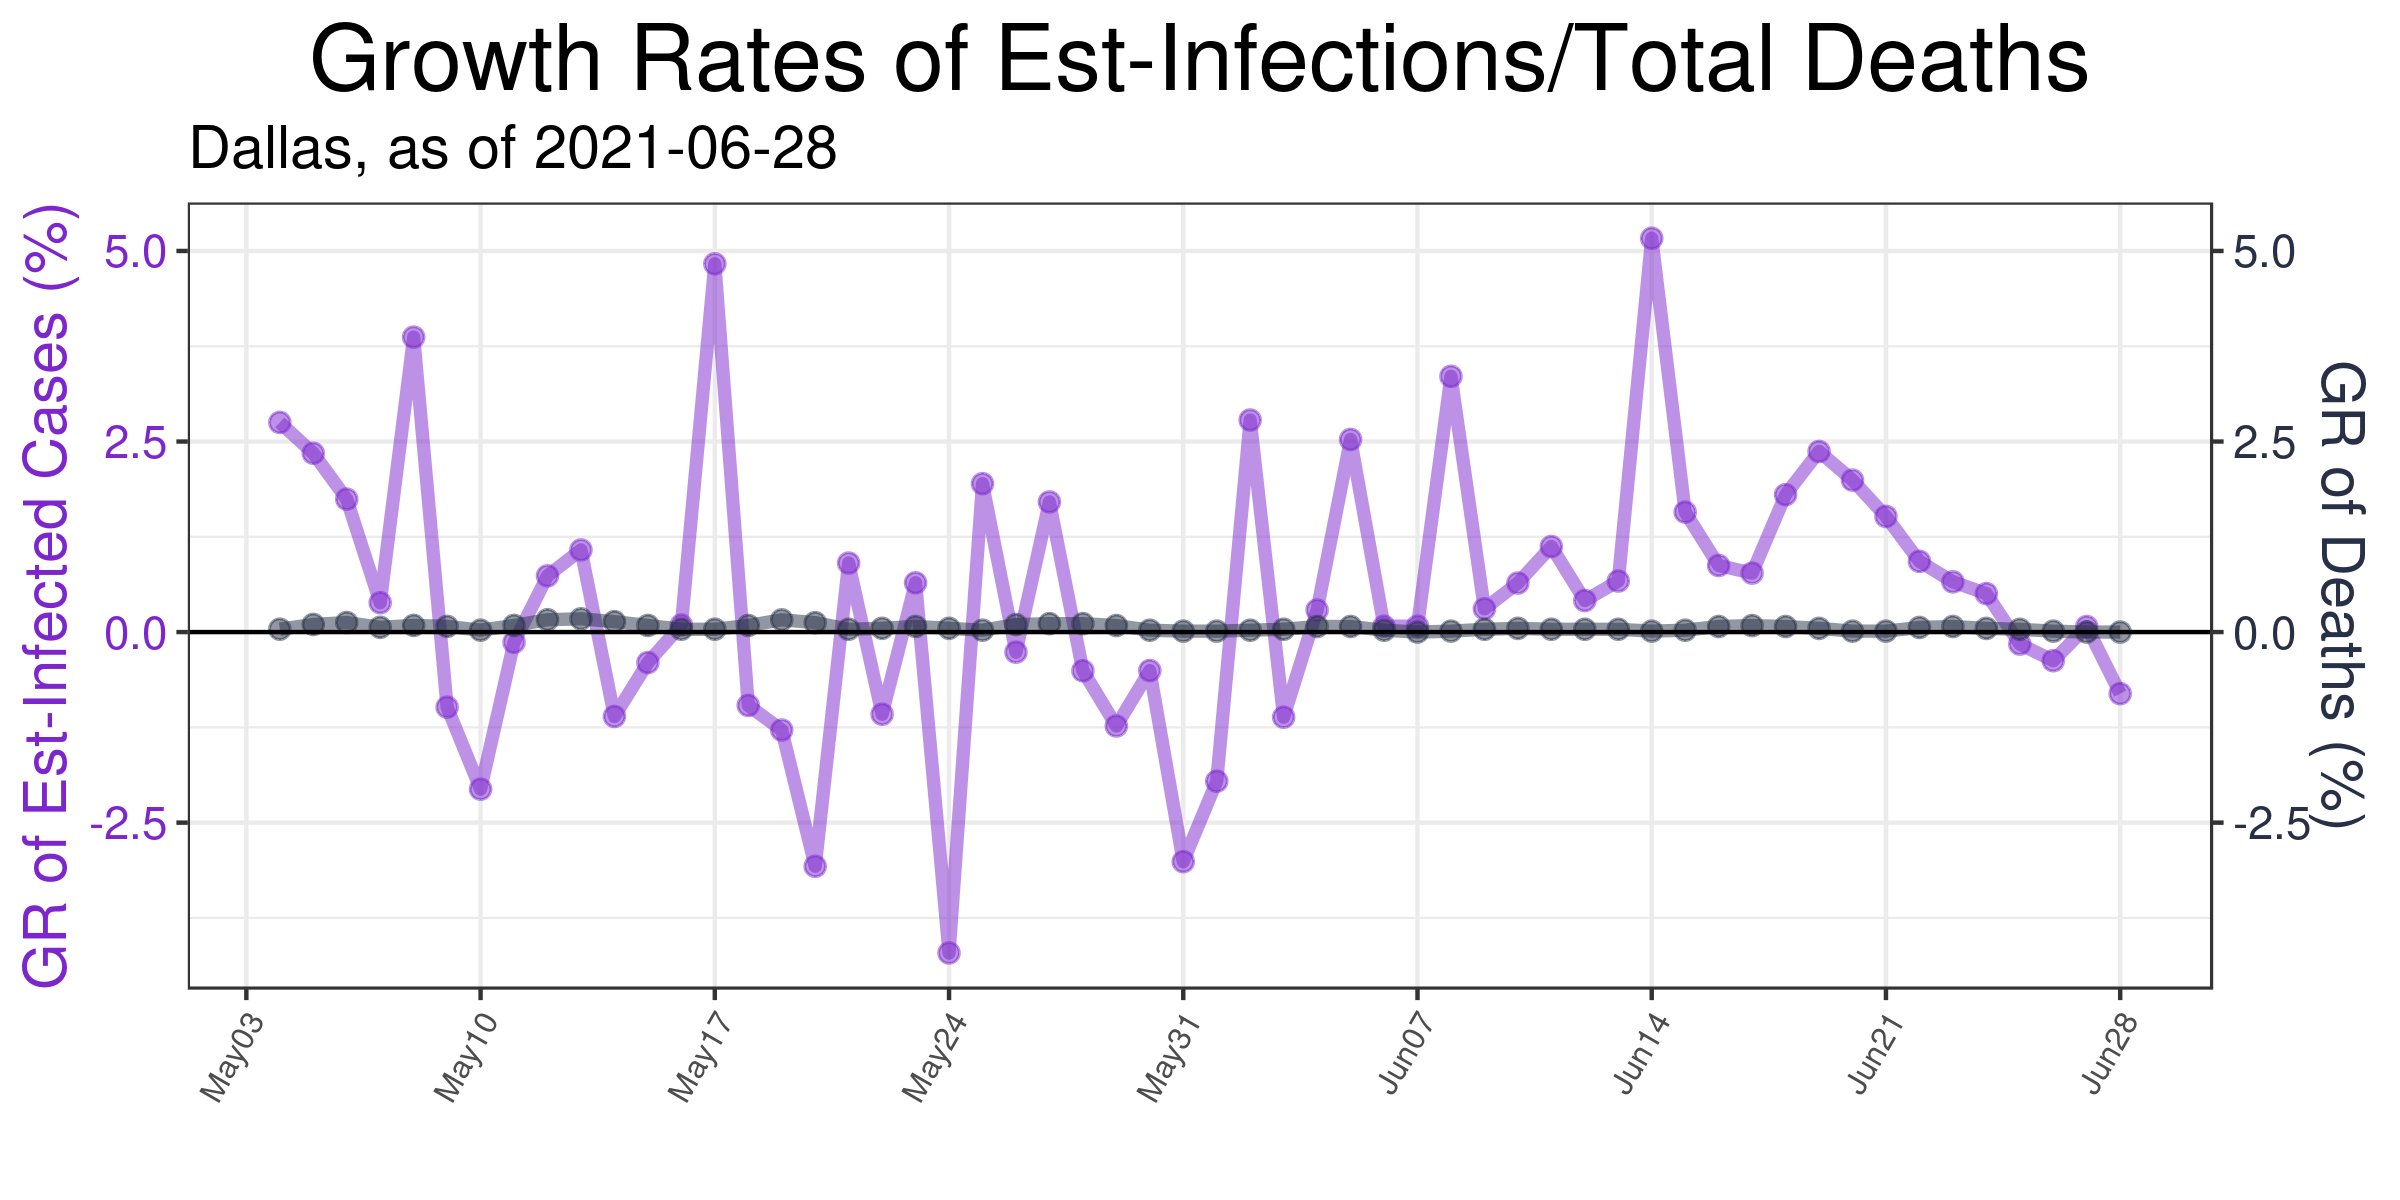 Growth Rates of Est-Infections/Total Deaths
Dallas, as of 2021-06-28
GR of Est-Infected Cases (%)
5.0
2.5
0.0
-2.5
5.0
2.5
0.0
-2.5
GR of Deaths (%)
May03
May10
May17
May24
May31
Jun07
Jun14
Jun21
Jun28